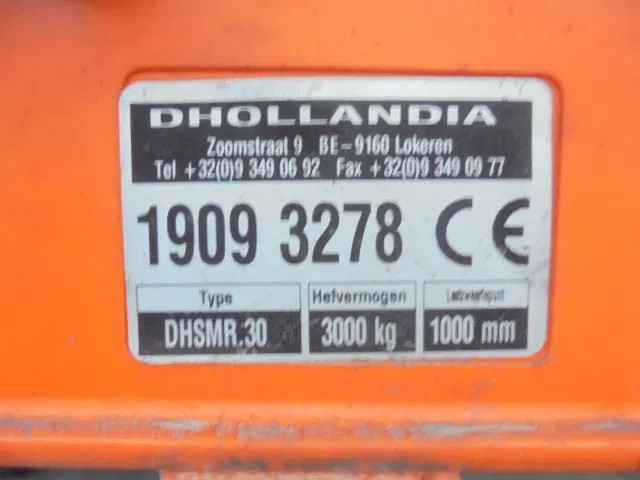 DHOLLANDIA
Zoomstraat 9 BE-9160 Lokeren
Tel +32(0)9 349 06 92 Fax +32(0)9 349 09 77
1909 3278 CE
Type Hefvermogen
DHSMR.30 3000 kg 1000 mm